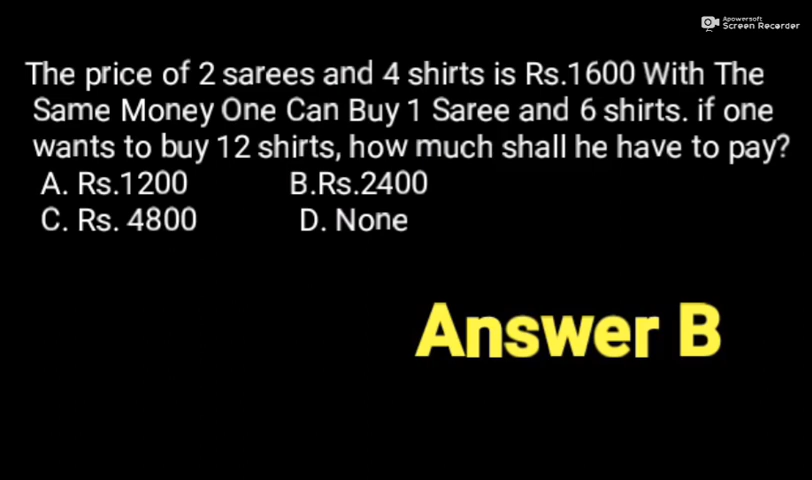 Apowersoft
Screen Recorder
The price of 2 sarees and 4 shirts is Rs.1600 With The
Same Money One Can Buy 1 Saree and 6 shirts. if one
wants to buy 12 shirts, how much shall he have to pay?
A. Rs.1200 B.Rs.2400
C. Rs. 4800 D. None
Answer B